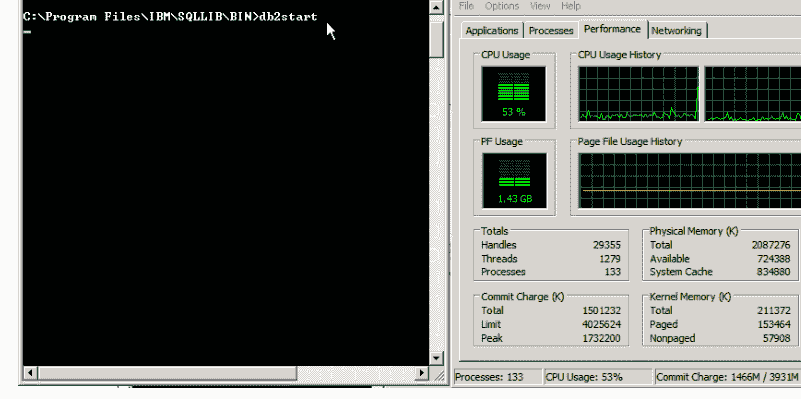 C:\Program Files\IBM\SQLLIB\BIN>db2start
File Options View Help
Applications Processes Performance Networking
CPU Usage CPU Usage History
53 %
PF Usage Page File Usage History
1.43 GB
Totals
Handles 29355
Threads 1279
Processes 133
Physical Memory (K)
Total 2087276
Available 724388
System Cache 834880
Commit Charge (K)
Total 1501232
Limit 4025624
Peak 1732200
Kernel Memory (K)
Total 211372
Paged 153464
Nonpaged 57908
Processes: 133 CPU Usage: 53% Commit Charge: 1466M / 3931M